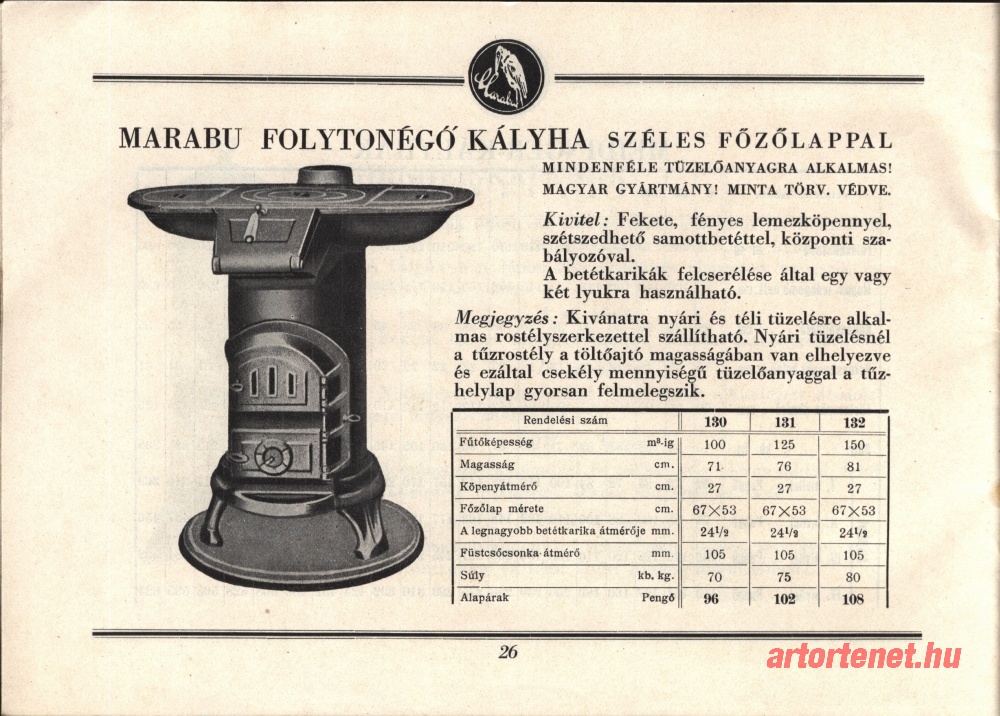 Marabu
MARABU FOLYTONÉGŐ KÁLYHA SZÉLES FŐZŐLAPPAL
MINDENFÉLE TÜZELŐANYAGRA ALKALMAS!
MAGYAR GYÁRTMÁNY! MINTA TÖRV. VÉDVE.
Kivitel: Fekete, fényes lemezköpennyel,
szétszedhető samottbetéttel, központi sza-
bályozóval.
A betétkarikák felcserélése által egy vagy
két lyukra használható.
Megjegyzés: Kivánatra nyári és téli tüzelésre alkal-
mas rostélyszerkezettel szállítható. Nyári tüzelésnél
a tűzrostély a töltőajtó magasságában van elhelyezve
és ezáltal csekély mennyiségű tüzelőanyaggal a tűz-
helylap gyorsan felmelegszik.
Rendelési szám 130 131 132
Fűtőképesség m³-ig 100 125 150
Magasság cm. 71 76 81
Köpenyátmérő cm. 27 27 27
Főzőlap mérete cm. 67×53 67×53 67×53
A legnagyobb betétkarika átmérője mm. 241/2 241/2 241/2
Füstcsőcsonka-átmérő mm. 105 105 105
Súly kb. kg. 70 75 80
Alapárak Pengő 96 102 108
26
artortenet.hu